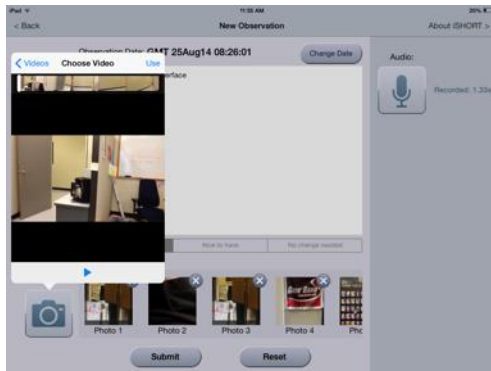 iPad 11:55 AM 20%
< Back New Observation About iSHORT >
Observation Date: GMT 25Aug14 08:26:01 Change Date
Audio:
Videos Choose Video Use
Recorded: 1.33s
Nice to have No change needed
Photo 1 Photo 2 Photo 3 Photo 4 Pho
Submit Reset